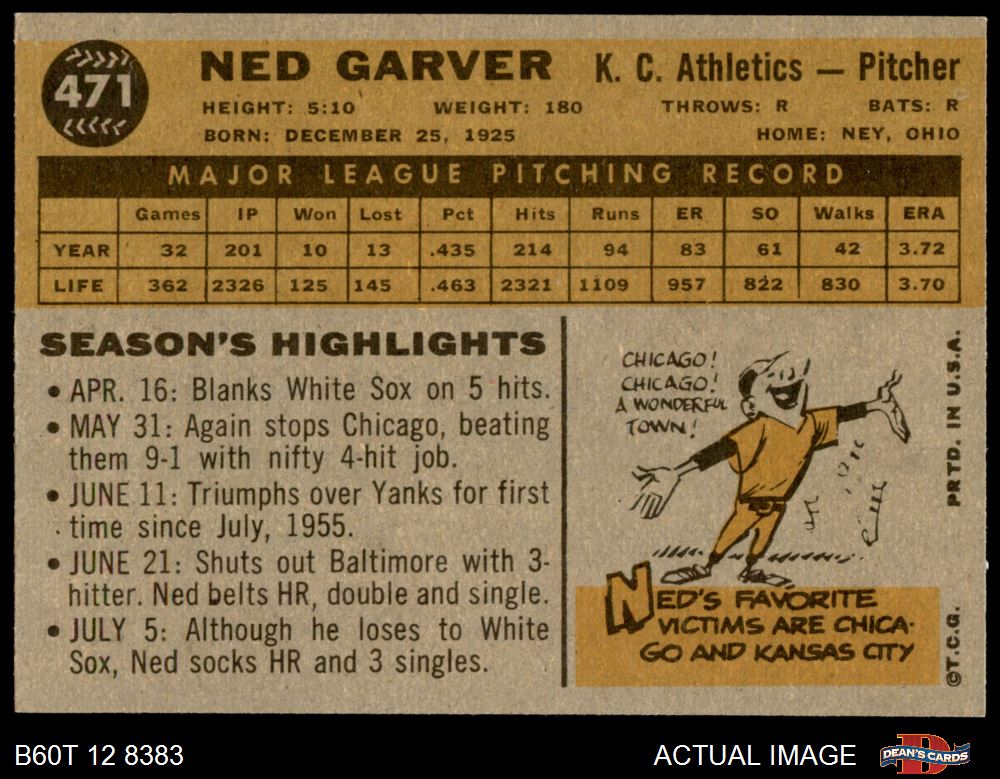 471
NED GARVER K. C. Athletics — Pitcher
HEIGHT: 5:10 WEIGHT: 180 THROWS: R BATS: R
BORN: DECEMBER 25, 1925 HOME: NEY, OHIO
MAJOR LEAGUE PITCHING RECORD
Games IP Won Lost Pct Hits Runs ER SO Walks ERA
YEAR 32 201 10 13 .435 214 94 83 61 42 3.72
LIFE 362 2326 125 145 .463 2321 1109 957 822 830 3.70
SEASON'S HIGHLIGHTS
• APR. 16: Blanks White Sox on 5 hits.
• MAY 31: Again stops Chicago, beating
them 9-1 with nifty 4-hit job.
• JUNE 11: Triumphs over Yanks for first
time since July, 1955.
• JUNE 21: Shuts out Baltimore with 3-
hitter. Ned belts HR, double and single.
• JULY 5: Although he loses to White
Sox, Ned socks HR and 3 singles.
CHICAGO!
CHICAGO!
A WONDERFUL
TOWN!
NED'S FAVORITE
VICTIMS ARE CHICA-
GO AND KANSAS CITY
©T.C.G. PRTD. IN U.S.A.
B60T 12 8383 ACTUAL IMAGE DEAN'S CARDS